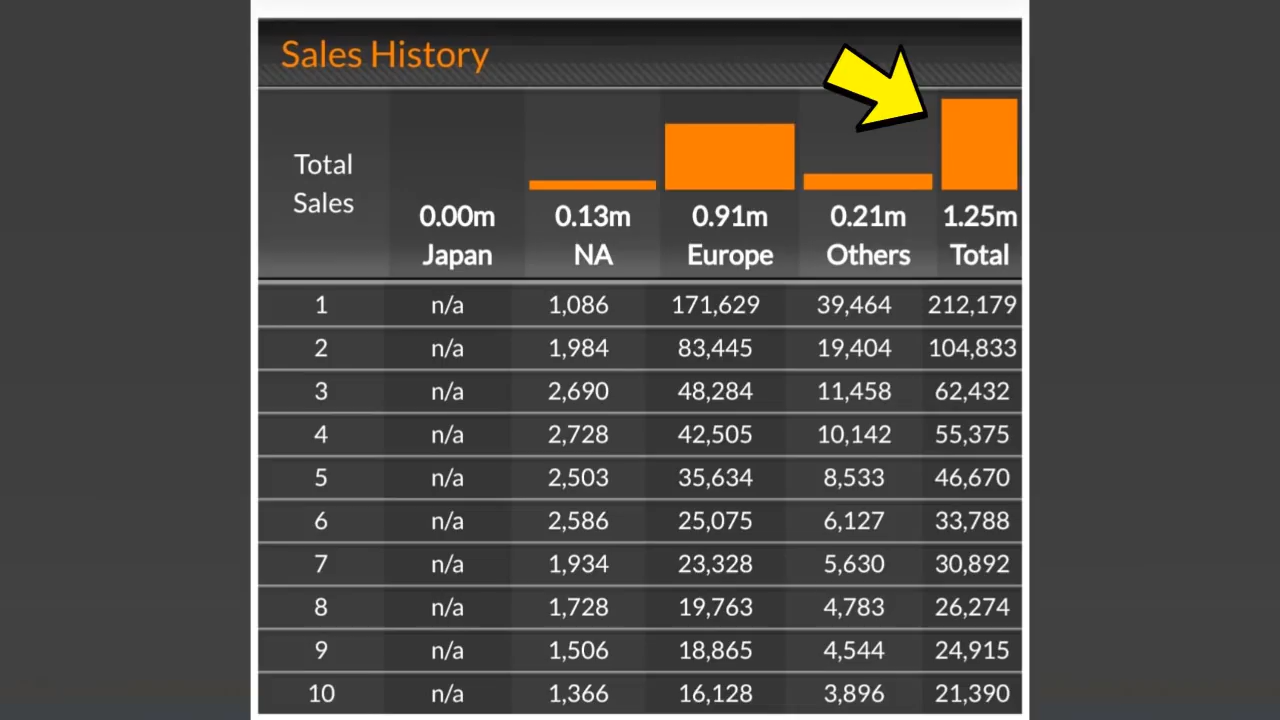 Sales History
Total
Sales
0.00m 0.13m 0.91m 0.21m 1.25m
Japan NA Europe Others Total
1 n/a 1,086 171,629 39,464 212,179
2 n/a 1,984 83,445 19,404 104,833
3 n/a 2,690 48,284 11,458 62,432
4 n/a 2,728 42,505 10,142 55,375
5 n/a 2,503 35,634 8,533 46,670
6 n/a 2,586 25,075 6,127 33,788
7 n/a 1,934 23,328 5,630 30,892
8 n/a 1,728 19,763 4,783 26,274
9 n/a 1,506 18,865 4,544 24,915
10 n/a 1,366 16,128 3,896 21,390